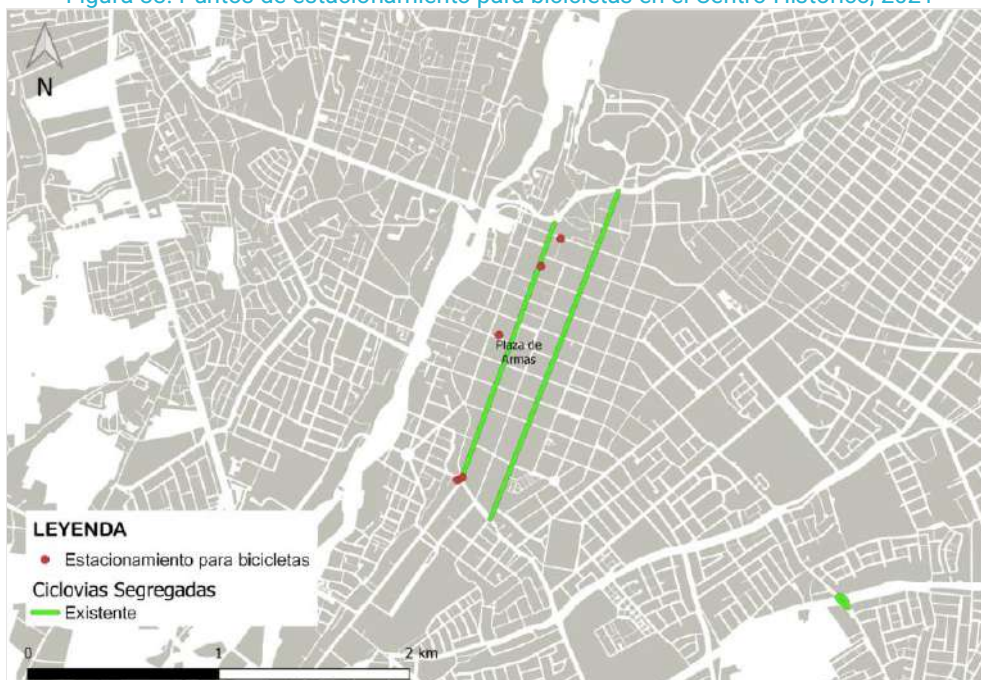 N
Plaza de
Armas
LEYENDA
Estacionamiento para bicicletas
Ciclovias Segregadas
Existente
0 1 2 km